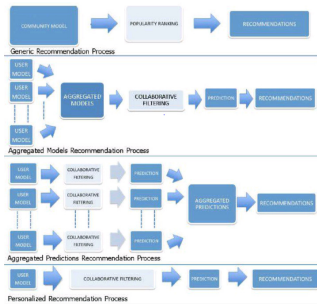 COMMUNITY MODEL POPULARITY RANKING RECOMMENDATIONS
Generic Recommendation Process
USER MODEL
USER MODEL
AGGREGATED MODELS
COLLABORATIVE FILTERING
PREDICTION
RECOMMENDATIONS
USER MODEL
Aggregated Models Recommendation Process
USER MODEL
COLLABORATIVE FILTERING
PREDICTION
USER MODEL
COLLABORATIVE FILTERING
PREDICTION
AGGREGATED PREDICTIONS
RECOMMENDATIONS
USER MODEL
COLLABORATIVE FILTERING
PREDICTION
Aggregated Predictions Recommendation Process
USER MODEL
COLLABORATIVE FILTERING
PREDICTION
RECOMMENDATIONS
Personalized Recommendation Process